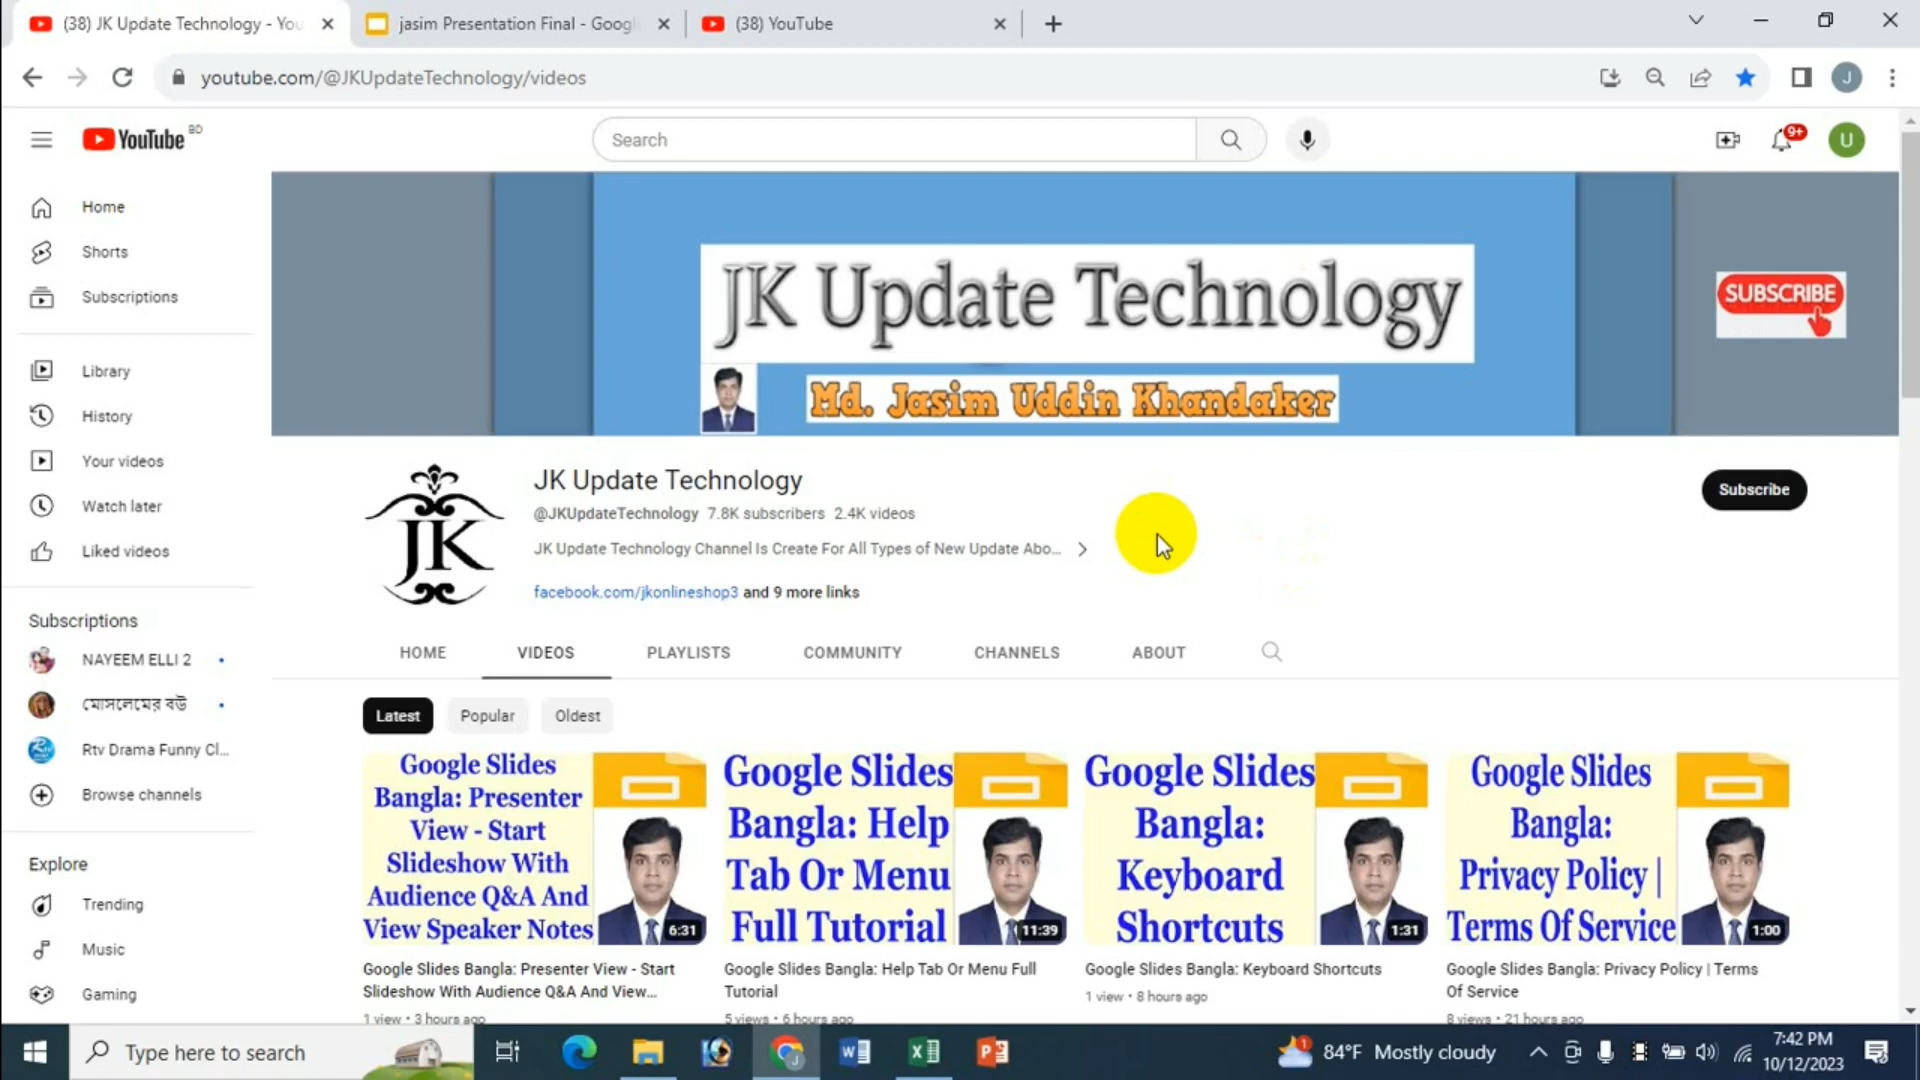 (38) JK Update Technology - You
jasim Presentation Final - Googl
(38) YouTube
youtube.com/@JKUpdateTechnology/videos
J
YouTube BD
Search
9+
U
Home
Shorts
Subscriptions
Library
History
Your videos
Watch later
Liked videos
Subscriptions
NAYEEM ELLI 2
মোসলেমের বউ
Rtv Drama Funny Cl...
Browse channels
Explore
Trending
Music
Gaming
JK Update Technology
Md. Jasim Uddin Khandaker
SUBSCRIBE
JK
JK Update Technology
@JKUpdateTechnology 7.8K subscribers 2.4K videos
JK Update Technology Channel Is Create For All Types of New Update Abo...
facebook.com/jkonlineshop3 and 9 more links
Subscribe
HOME VIDEOS PLAYLISTS COMMUNITY CHANNELS ABOUT
Latest Popular Oldest
Google Slides
Bangla: Presenter
View - Start
Slideshow With
Audience Q&A And
View Speaker Notes
6:31
Google Slides Bangla: Presenter View - Start
Slideshow With Audience Q&A And View...
1 view • 3 hours ago
Google Slides
Bangla: Help
Tab Or Menu
Full Tutorial
11:39
Google Slides Bangla: Help Tab Or Menu Full
Tutorial
5 views • 6 hours ago
Google Slides
Bangla:
Keyboard
Shortcuts
1:31
Google Slides Bangla: Keyboard Shortcuts
1 view • 8 hours ago
Google Slides
Bangla:
Privacy Policy |
Terms Of Service
1:00
Google Slides Bangla: Privacy Policy | Terms
Of Service
8 views • 21 hours ago
Type here to search
84°F Mostly cloudy
7:42 PM
10/12/2023